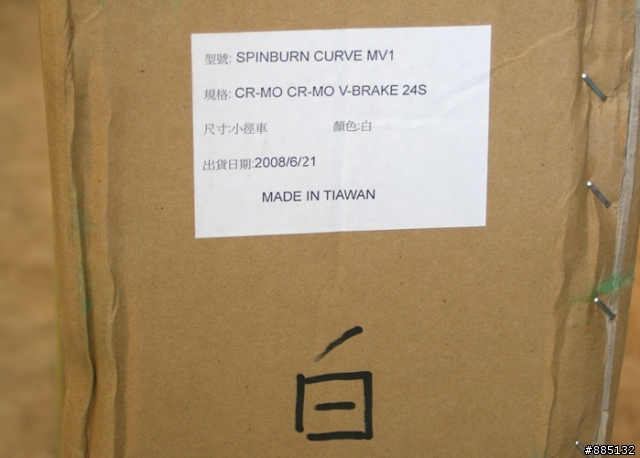 型號: SPINBURN CURVE MV1
規格: CR-MO CR-MO V-BRAKE 24S
尺寸:小徑車 顏色:白
出貨日期:2008/6/21
MADE IN TIAWAN
白
#885132